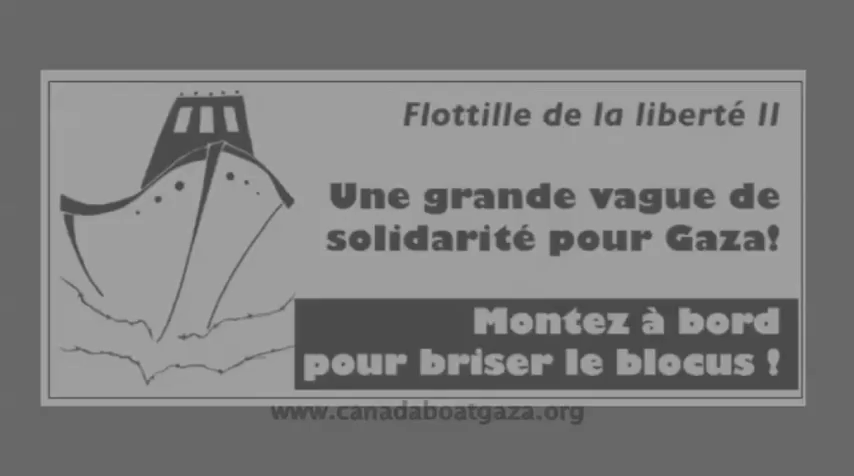 Flottille de la liberté II
Une grande vague de
solidarité pour Gaza!
Montez à bord
pour briser le blocus !
www.canadaboatgaza.org